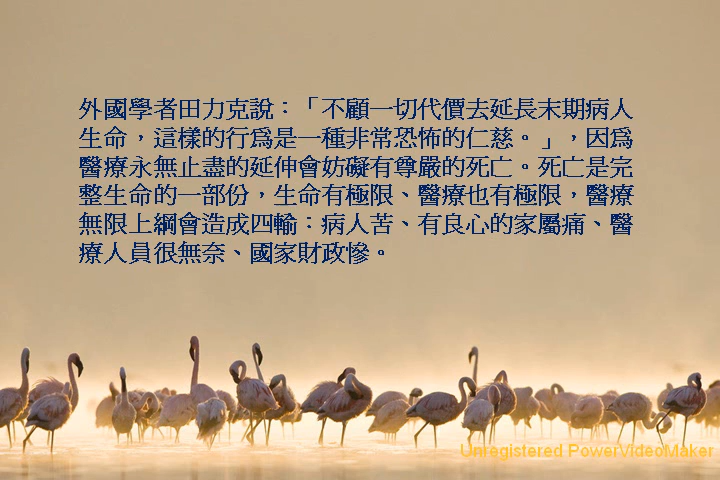 外國學者田力克說：「不顧一切代價去延長末期病人
生命，這樣的行為是一種非常恐怖的仁慈。」，因為
醫療永無止盡的延伸會妨礙有尊嚴的死亡。死亡是完
整生命的一部份，生命有極限、醫療也有極限，醫療
無限上綱會造成四輸：病人苦、有良心的家屬痛、醫
療人員很無奈、國家財政慘。
Unregistered PowerVideoMaker